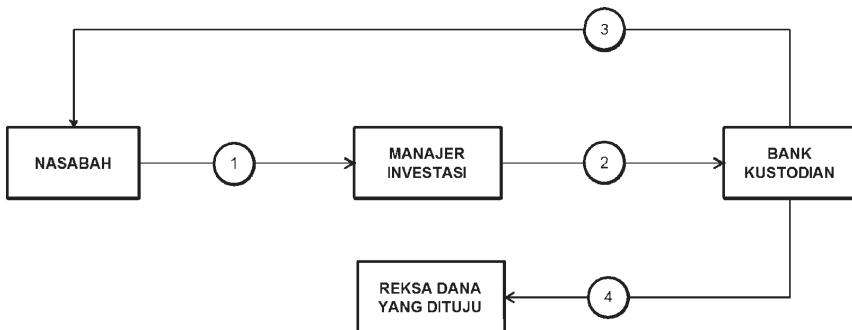 3
NASABAH
1
MANAJER
INVESTASI
2
BANK
KUSTODIAN
REKSA DANA
YANG DITUJU
4